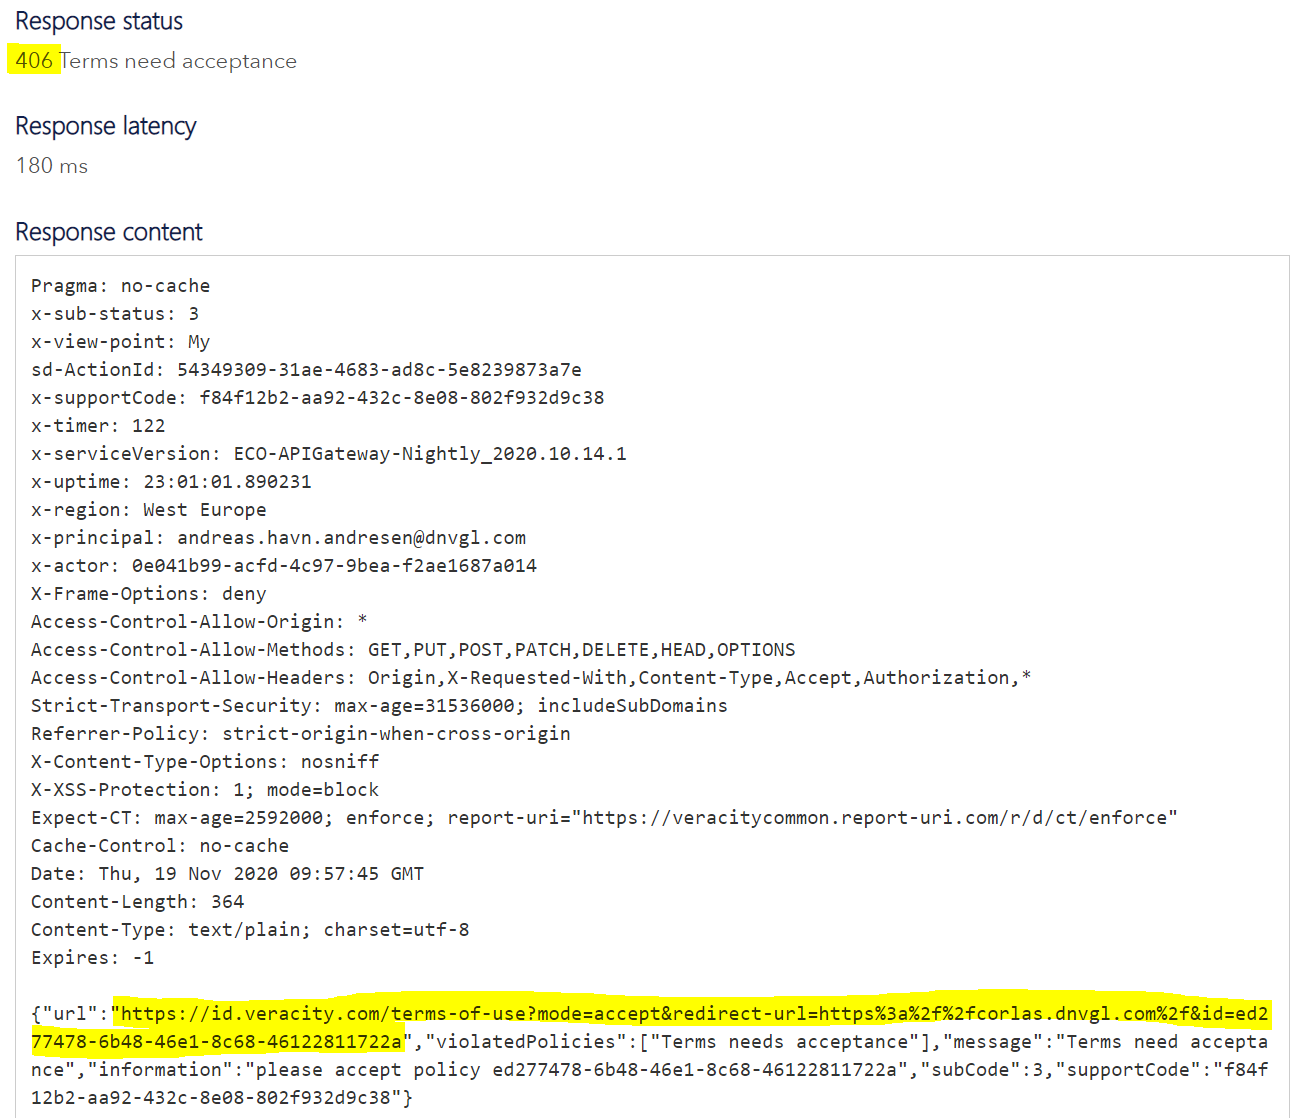 Response status
406 Terms need acceptance
Response latency
180 ms
Response content
Pragma: no-cache
x-sub-status: 3
x-view-point: My
sd-ActionId: 54349309-31ae-4683-ad8c-5e8239873a7e
x-supportCode: f84f12b2-aa92-432c-8e08-802f932d9c38
x-timer: 122
x-serviceVersion: ECO-APIGateway-Nightly_2020.10.14.1
x-uptime: 23:01:01.890231
x-region: West Europe
x-principal: andreas.havn.andresen@dnvgl.com
x-actor: 0e041b99-acfd-4c97-9bea-f2ae1687a014
X-Frame-Options: deny
Access-Control-Allow-Origin: *
Access-Control-Allow-Methods: GET,PUT,POST,PATCH,DELETE,HEAD,OPTIONS
Access-Control-Allow-Headers: Origin,X-Requested-With,Content-Type,Accept,Authorization,*
Strict-Transport-Security: max-age=31536000; includeSubDomains
Referrer-Policy: strict-origin-when-cross-origin
X-Content-Type-Options: nosniff
X-XSS-Protection: 1; mode=block
Expect-CT: max-age=2592000; enforce; report-uri="https://veracitycommon.report-uri.com/r/d/ct/enforce"
Cache-Control: no-cache
Date: Thu, 19 Nov 2020 09:57:45 GMT
Content-Length: 364
Content-Type: text/plain; charset=utf-8
Expires: -1
{"url":"https://id.veracity.com/terms-of-use?mode=accept&redirect-url=https%3a%2f%2fcorlas.dnvgl.com%2f&id=ed2
77478-6b48-46e1-8c68-46122811722a","violatedPolicies":["Terms needs acceptance"],"message":"Terms need accepta
nce","information":"please accept policy ed277478-6b48-46e1-8c68-46122811722a","subCode":3,"supportCode":"f84f
12b2-aa92-432c-8e08-802f932d9c38"}